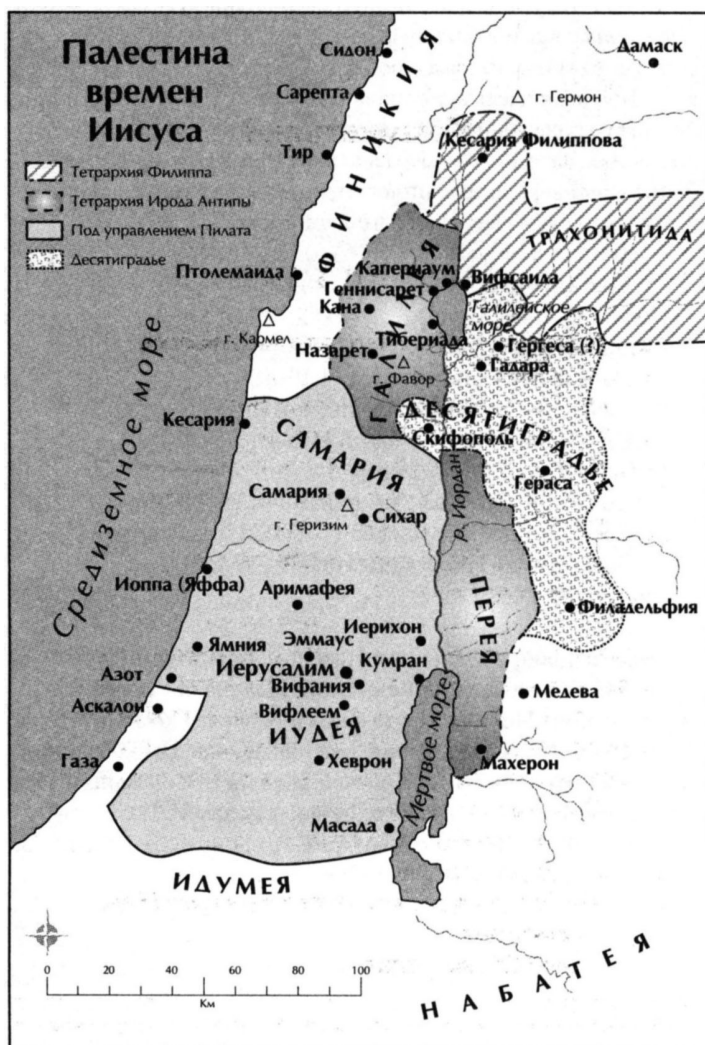 Палестина
времен
Иисуса
Тетрархия Филиппа
Тетрархия Ирода Антипы
Под управлением Пилата
Десятиградье
Сидон
Дамаск
Сарепта
г. Гермон
ФИНИКИЯ
Тир
Кесария Филиппова
ТРАХОНИТИДА
Птолемаида
Капернаум
Вифсаида
Геннисарет
ГАЛИЛЕЯ
Кана
Галилейское
море
г. Кармел
Тибериада
Гергеса (?)
Назарет
г. Фавор
Гадара
Средиземное море
ДЕСЯТИГРАДЬЕ
Кесария
Скифополь
САМАРИЯ
Гераса
Самария
г. Геризим
Сихар
р. Иордан
Иоппа (Яффа)
Аримафея
ПЕРЕЯ
Филадельфия
Иерихон
Ямния
Эммаус
Иерусалим
Кумран
Азот
Вифания
Медева
Аскалон
Вифлеем
ИУДЕЯ
Мертвое море
Газа
Хеврон
Махерон
Масада
ИДУМЕЯ
НАБАТЕЯ
0 20 40 60 80 100
Км